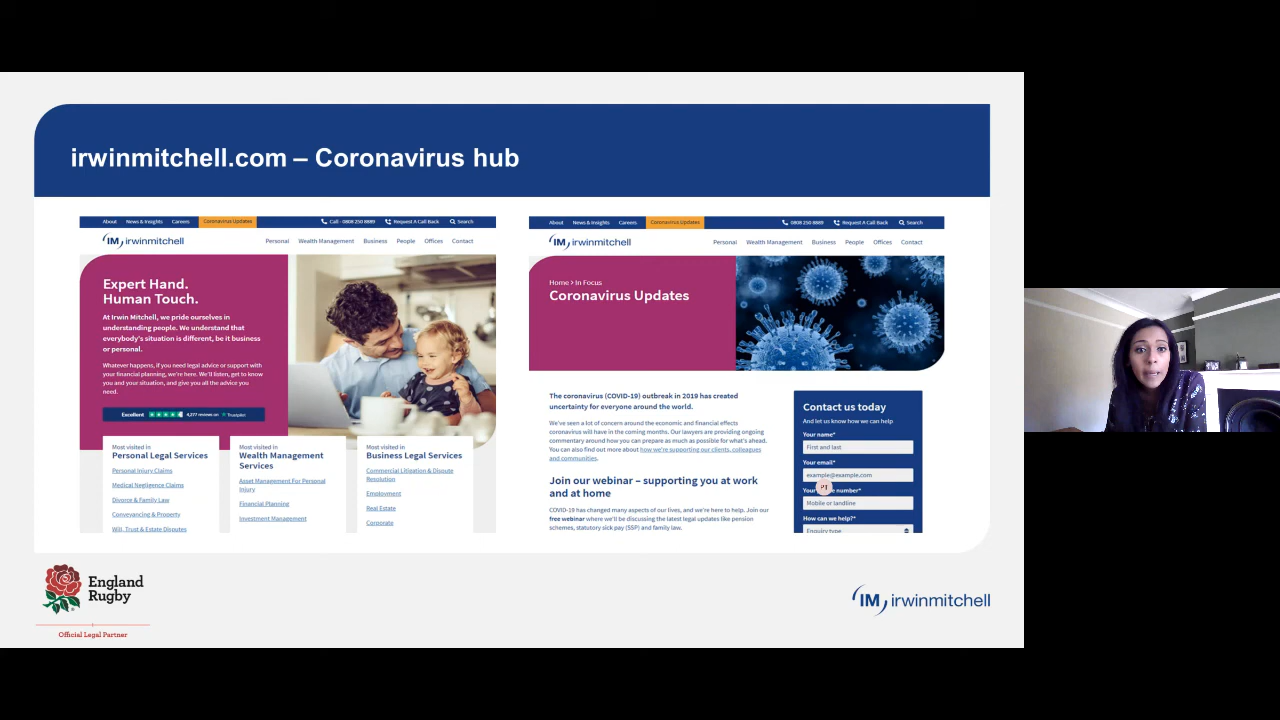 irwinmitchell.com – Coronavirus hub
About News & Insights Careers Coronavirus Updates Call - 0808 250 8889 Request A Call Back Search
IM irwinmitchell
Personal Wealth Management Business People Offices Contact
Expert Hand.
Human Touch.
At Irwin Mitchell, we pride ourselves in
understanding people. We understand that
everybody's situation is different, be it business
or personal.
Whatever happens, if you need legal advice or support with
your financial planning, we're here. We'll listen, get to know
you and your situation, and give you all the advice you
need.
Excellent 4,277 reviews on Trustpilot
Most visited in
Personal Legal Services
Personal Injury Claims
Medical Negligence Claims
Divorce & Family Law
Conveyancing & Property
Will, Trust & Estate Disputes
Most visited in
Wealth Management
Services
Asset Management For Personal
Injury
Financial Planning
Investment Management
Most visited in
Business Legal Services
Commercial Litigation & Dispute
Resolution
Employment
Real Estate
Corporate
About News & Insights Careers Coronavirus Updates 0808 250 8889 Request A Call Back Search
IM irwinmitchell
Personal Wealth Management Business People Offices Contact
Home > In Focus
Coronavirus Updates
The coronavirus (COVID-19) outbreak in 2019 has created
uncertainty for everyone around the world.
We've seen a lot of concern around the economic and financial effects
coronavirus will have in the coming months. Our lawyers are providing ongoing
commentary around how you can prepare as much as possible for what's ahead.
You can also find out more about how we're supporting our clients, colleagues
and communities.
Join our webinar – supporting you at work
and at home
COVID-19 has changed many aspects of our lives, and we're here to help. Join our
free webinar where we'll be discussing the latest legal updates like pension
schemes, statutory sick pay (SSP) and family law.
Contact us today
And let us know how we can help
Your name*
First and last
Your email*
example@example.com
PT
number*
Mobile or landline
How can we help?*
Enquiry type
England
Rugby
Official Legal Partner
IM irwinmitchell